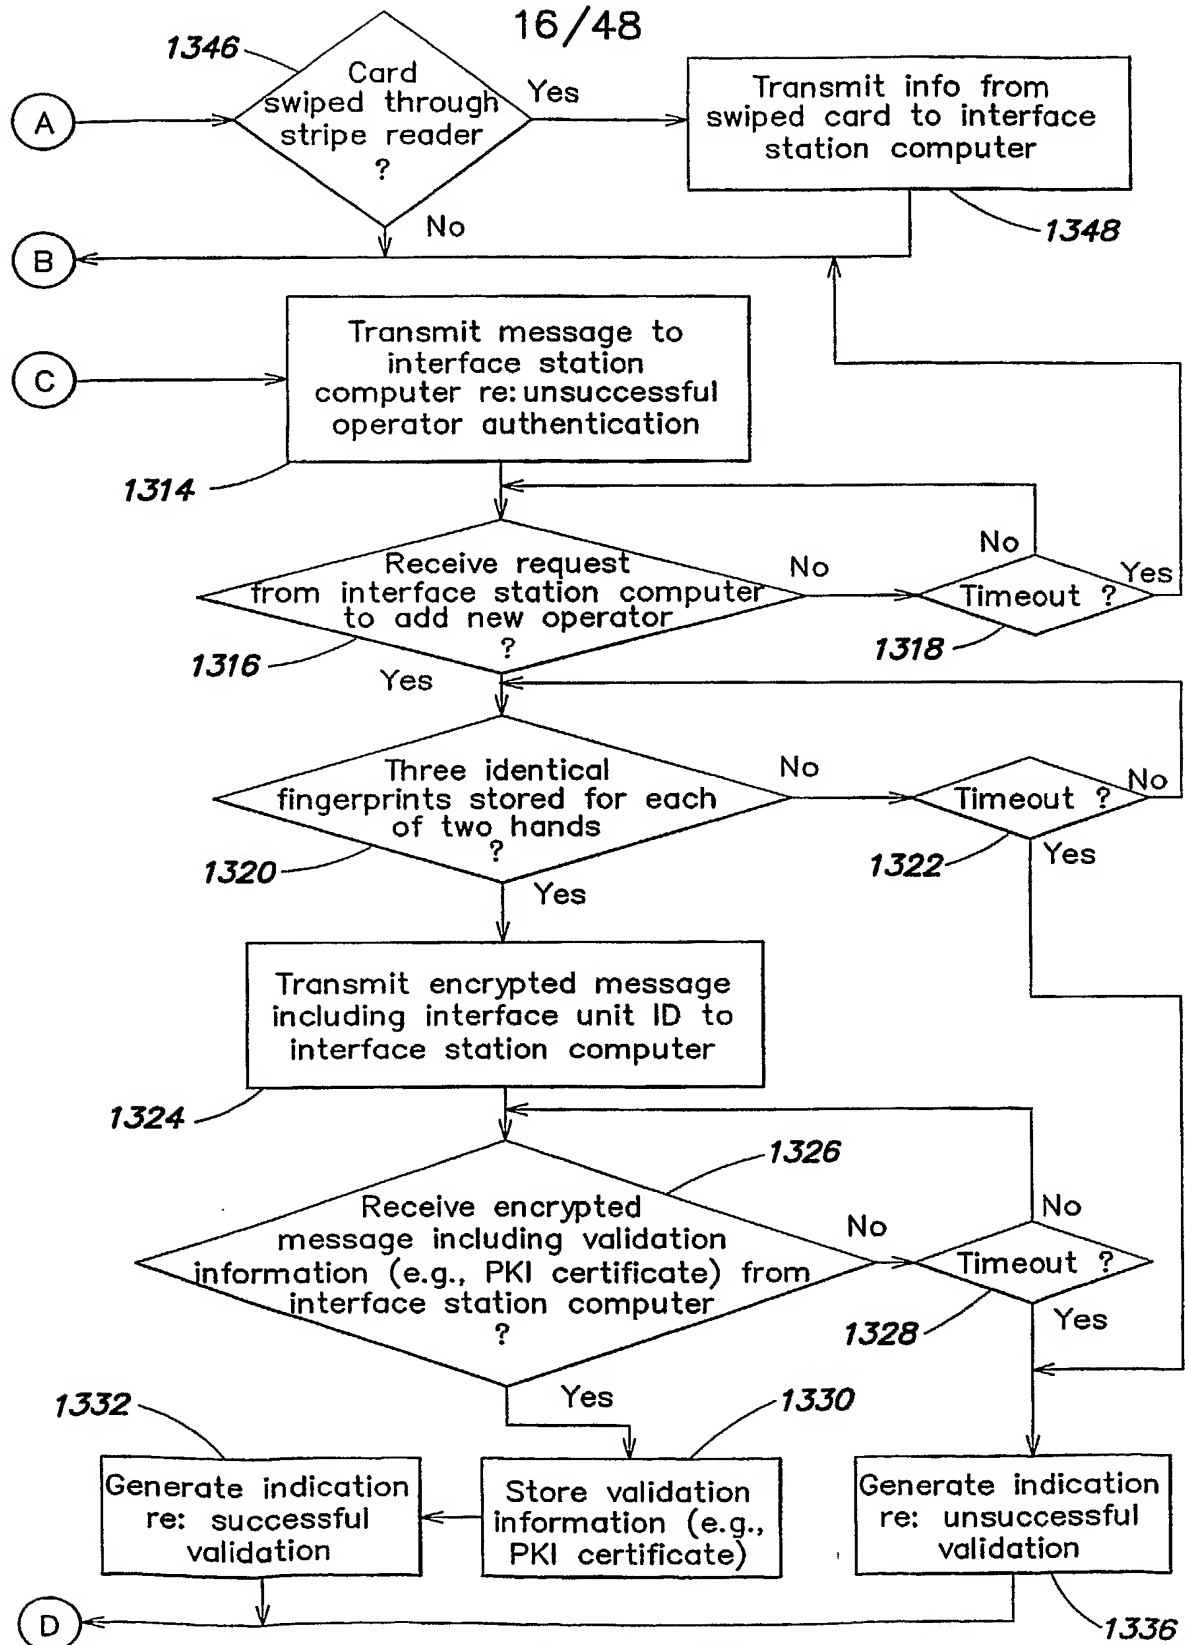 16/48
1346
Card
swiped through
stripe reader
?
Yes
No
A
Transmit info from
swiped card to interface
station computer
1348
B
C
Transmit message to
interface station
computer re: unsuccessful
operator authentication
1314
Receive request
from interface station computer
to add new operator
?
1316
No
Yes
No
Timeout ?
Yes
1318
Three identical
fingerprints stored for each
of two hands
?
1320
No
Yes
Timeout ?
No
1322
Yes
Transmit encrypted message
including interface unit ID to
interface station computer
1324
1326
Receive encrypted
message including validation
information (e.g., PKI certificate) from
interface station computer
?
No
Yes
No
Timeout ?
1328
Yes
1332
1330
Generate indication
re: successful
validation
Store validation
information (e.g.,
PKI certificate)
Generate indication
re: unsuccessful
validation
D
1336